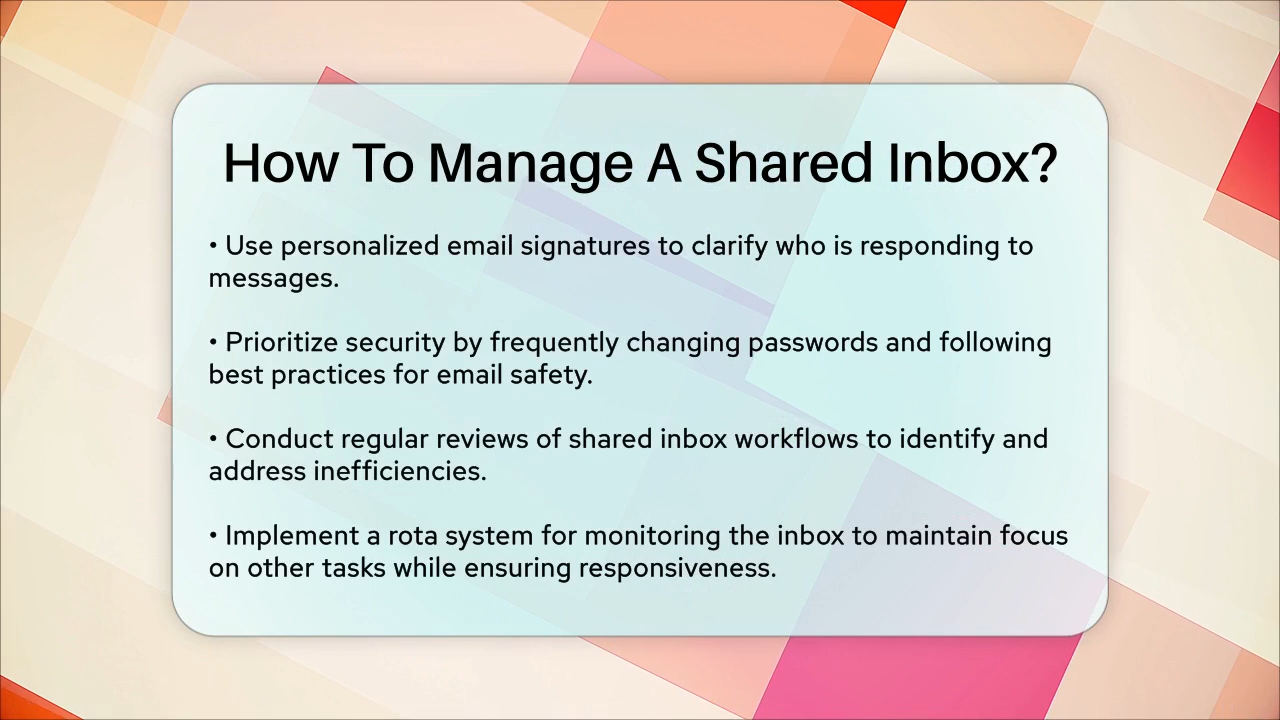 How To Manage A Shared Inbox?
• Use personalized email signatures to clarify who is responding to
messages.
• Prioritize security by frequently changing passwords and following
best practices for email safety.
• Conduct regular reviews of shared inbox workflows to identify and
address inefficiencies.
• Implement a rota system for monitoring the inbox to maintain focus
on other tasks while ensuring responsiveness.